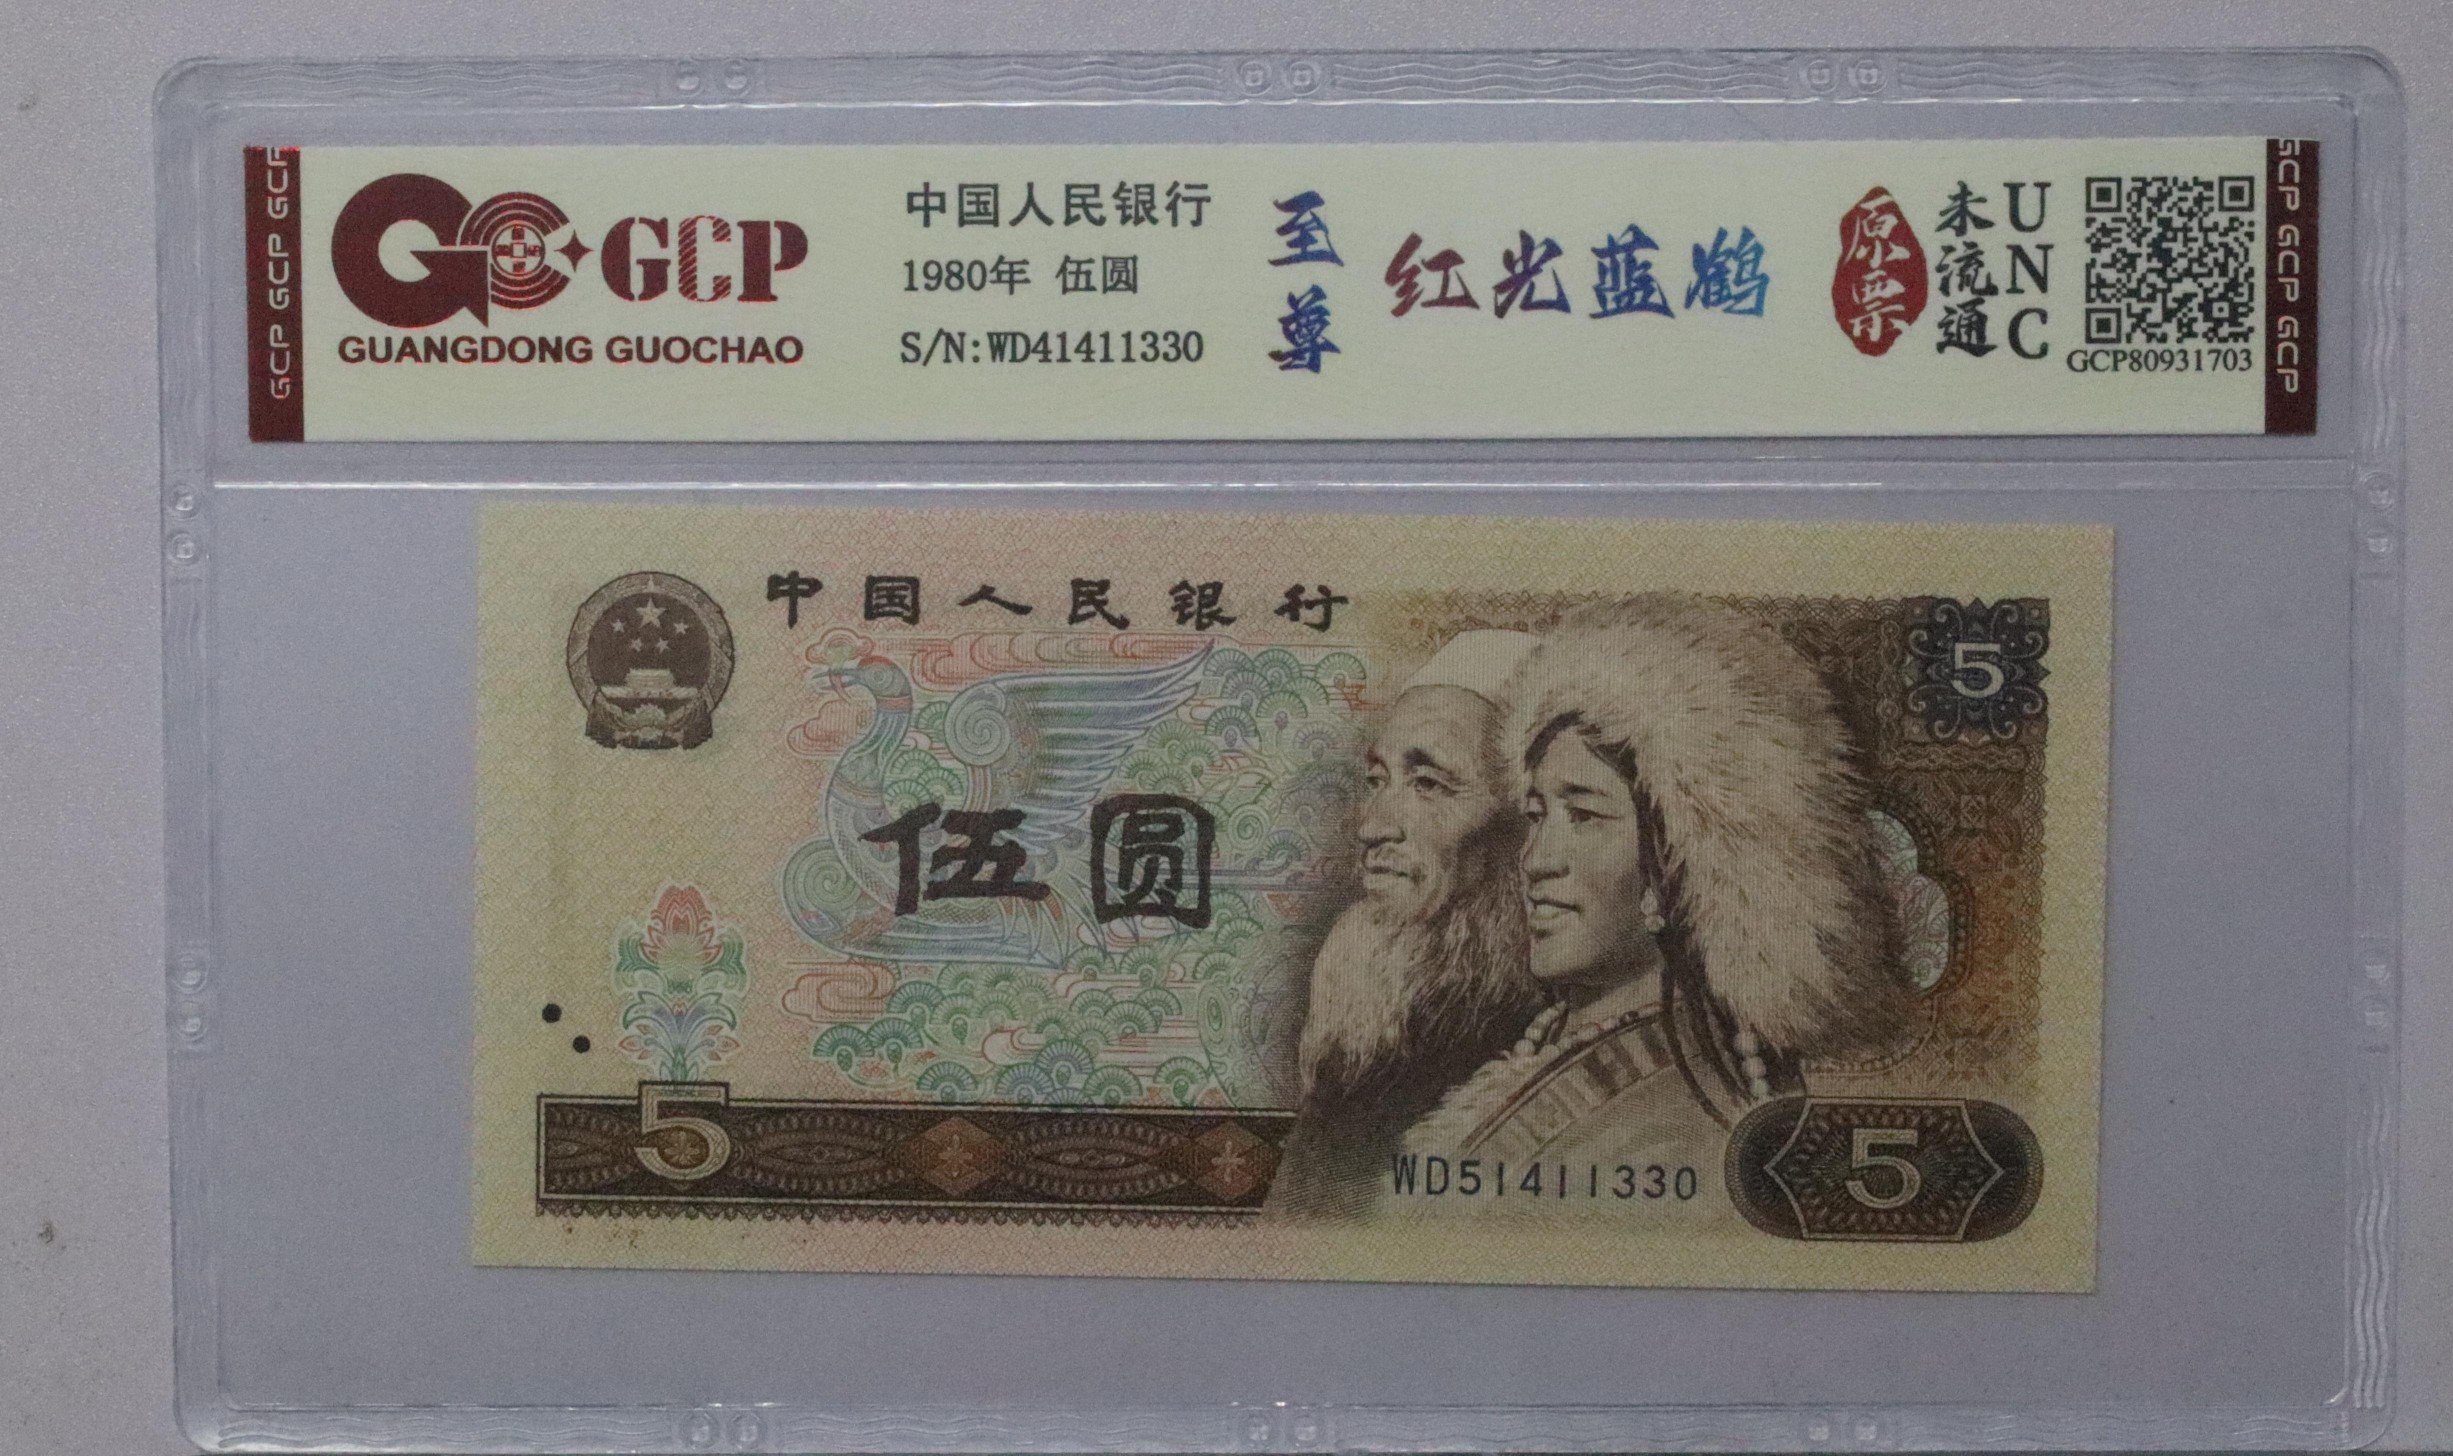 GCP GCP GCP
GCP
GUANGDONG GUOCHAO
中国人民银行
1980年 伍圆
S/N:WD41411330
至尊
红光蓝鹤
原票
未流通
UNC
GCP80931703
GCP GCP GCP
中国人民银行
5
伍圆
5
WD51411330
5